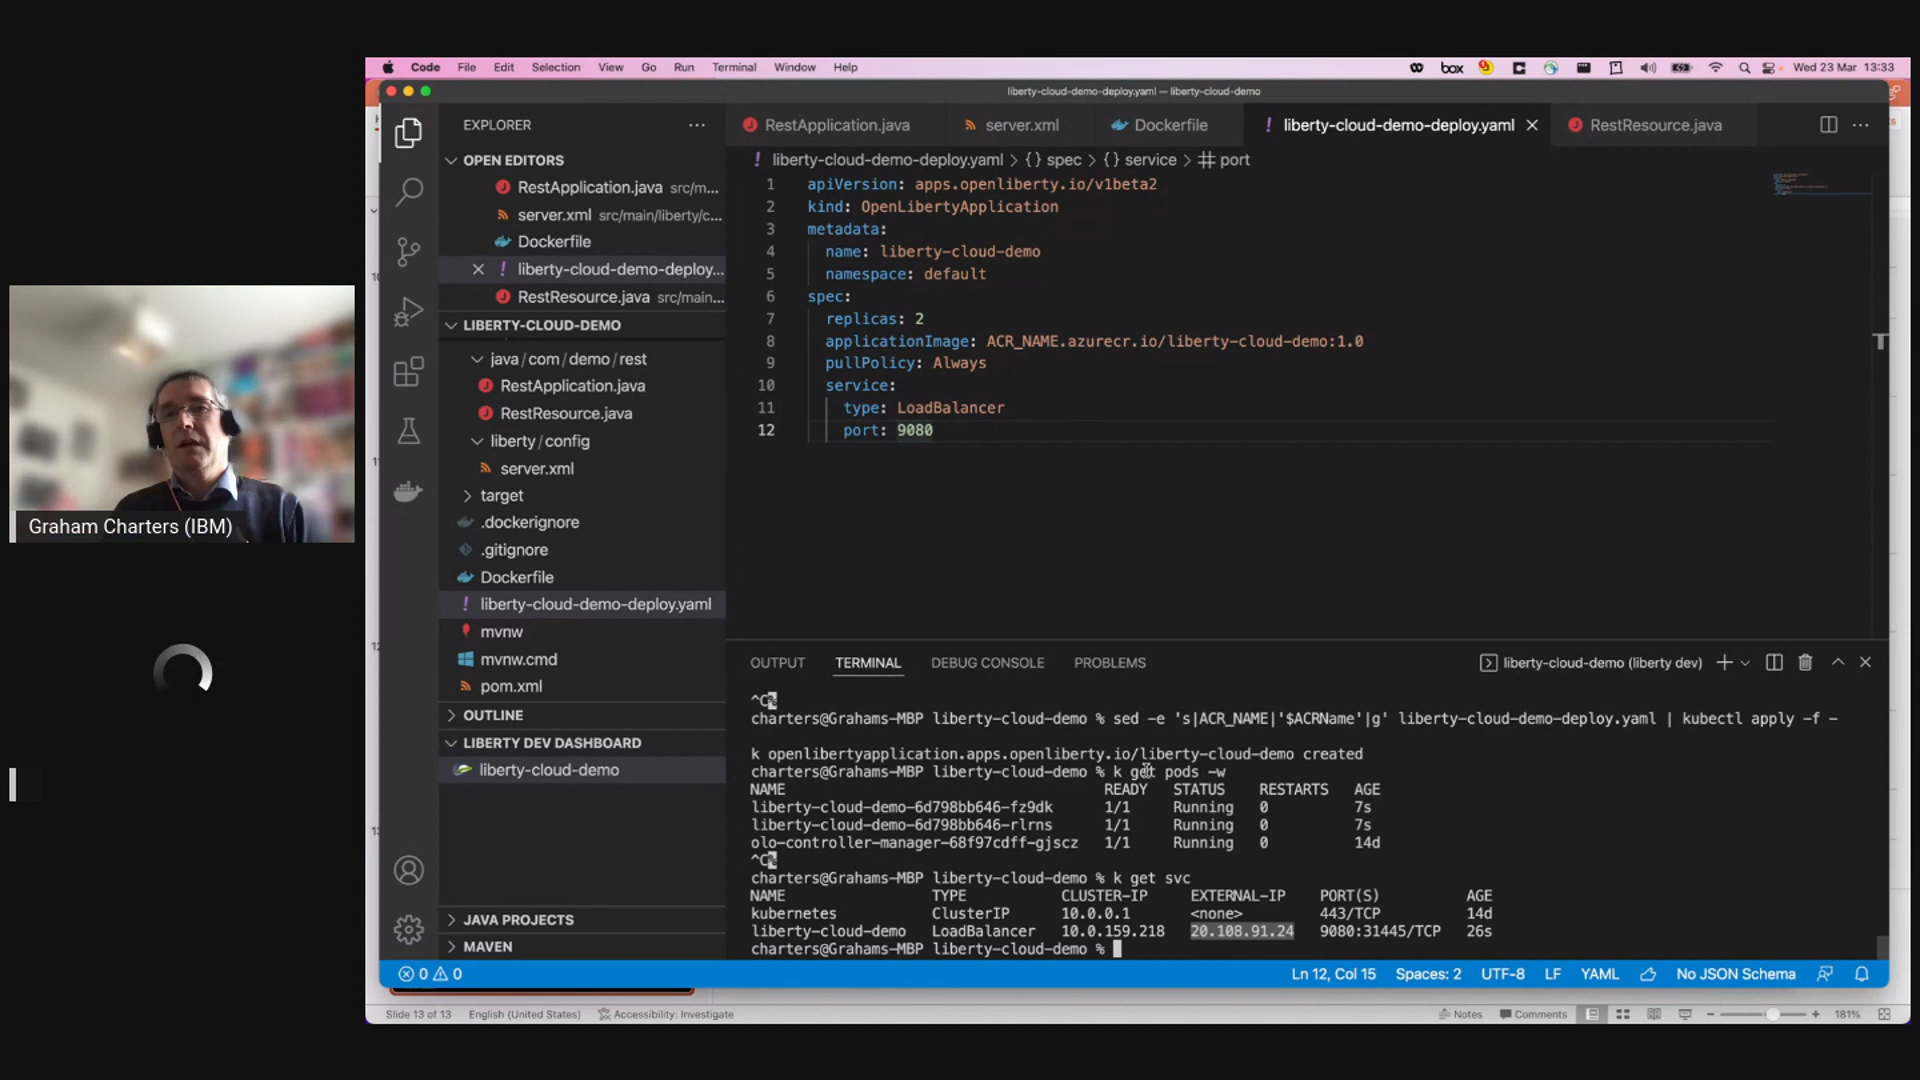 Code File Edit Selection View Go Run Terminal Window Help
box
Wed 23 Mar 13:33
liberty-cloud-demo-deploy.yaml — liberty-cloud-demo
EXPLORER
OPEN EDITORS
RestApplication.java src/m...
server.xml src/main/liberty/c...
Dockerfile
liberty-cloud-demo-deploy...
RestResource.java src/main...
LIBERTY-CLOUD-DEMO
java/com/demo/rest
RestApplication.java
RestResource.java
liberty/config
server.xml
target
.dockerignore
.gitignore
Dockerfile
liberty-cloud-demo-deploy.yaml
mvnw
mvnw.cmd
pom.xml
OUTLINE
LIBERTY DEV DASHBOARD
liberty-cloud-demo
JAVA PROJECTS
MAVEN
RestApplication.java server.xml Dockerfile ! liberty-cloud-demo-deploy.yaml RestResource.java
! liberty-cloud-demo-deploy.yaml > {} spec > {} service > # port
1 apiVersion: apps.openliberty.io/v1beta2
2 kind: OpenLibertyApplication
3 metadata:
4 name: liberty-cloud-demo
5 namespace: default
6 spec:
7 replicas: 2
8 applicationImage: ACR_NAME.azurecr.io/liberty-cloud-demo:1.0
9 pullPolicy: Always
10 service:
11 type: LoadBalancer
12 port: 9080
OUTPUT TERMINAL DEBUG CONSOLE PROBLEMS
liberty-cloud-demo (liberty dev)
^C%
charters@Grahams-MBP liberty-cloud-demo % sed -e 's|ACR_NAME|'$ACRName'|g' liberty-cloud-demo-deploy.yaml | kubectl apply -f -
k openlibertyapplication.apps.openliberty.io/liberty-cloud-demo created
charters@Grahams-MBP liberty-cloud-demo % k get pods -w
NAME READY STATUS RESTARTS AGE
liberty-cloud-demo-6d798bb646-fz9dk 1/1 Running 0 7s
liberty-cloud-demo-6d798bb646-rlrns 1/1 Running 0 7s
olo-controller-manager-68f97cdff-gjscz 1/1 Running 0 14d
^C%
charters@Grahams-MBP liberty-cloud-demo % k get svc
NAME TYPE CLUSTER-IP EXTERNAL-IP PORT(S) AGE
kubernetes ClusterIP 10.0.0.1 <none> 443/TCP 14d
liberty-cloud-demo LoadBalancer 10.0.159.218 20.108.91.24 9080:31445/TCP 26s
charters@Grahams-MBP liberty-cloud-demo %
0 0
Ln 12, Col 15 Spaces: 2 UTF-8 LF YAML No JSON Schema
Slide 13 of 13 English (United States) Accessibility: Investigate
Notes Comments 181%
Graham Charters (IBM)